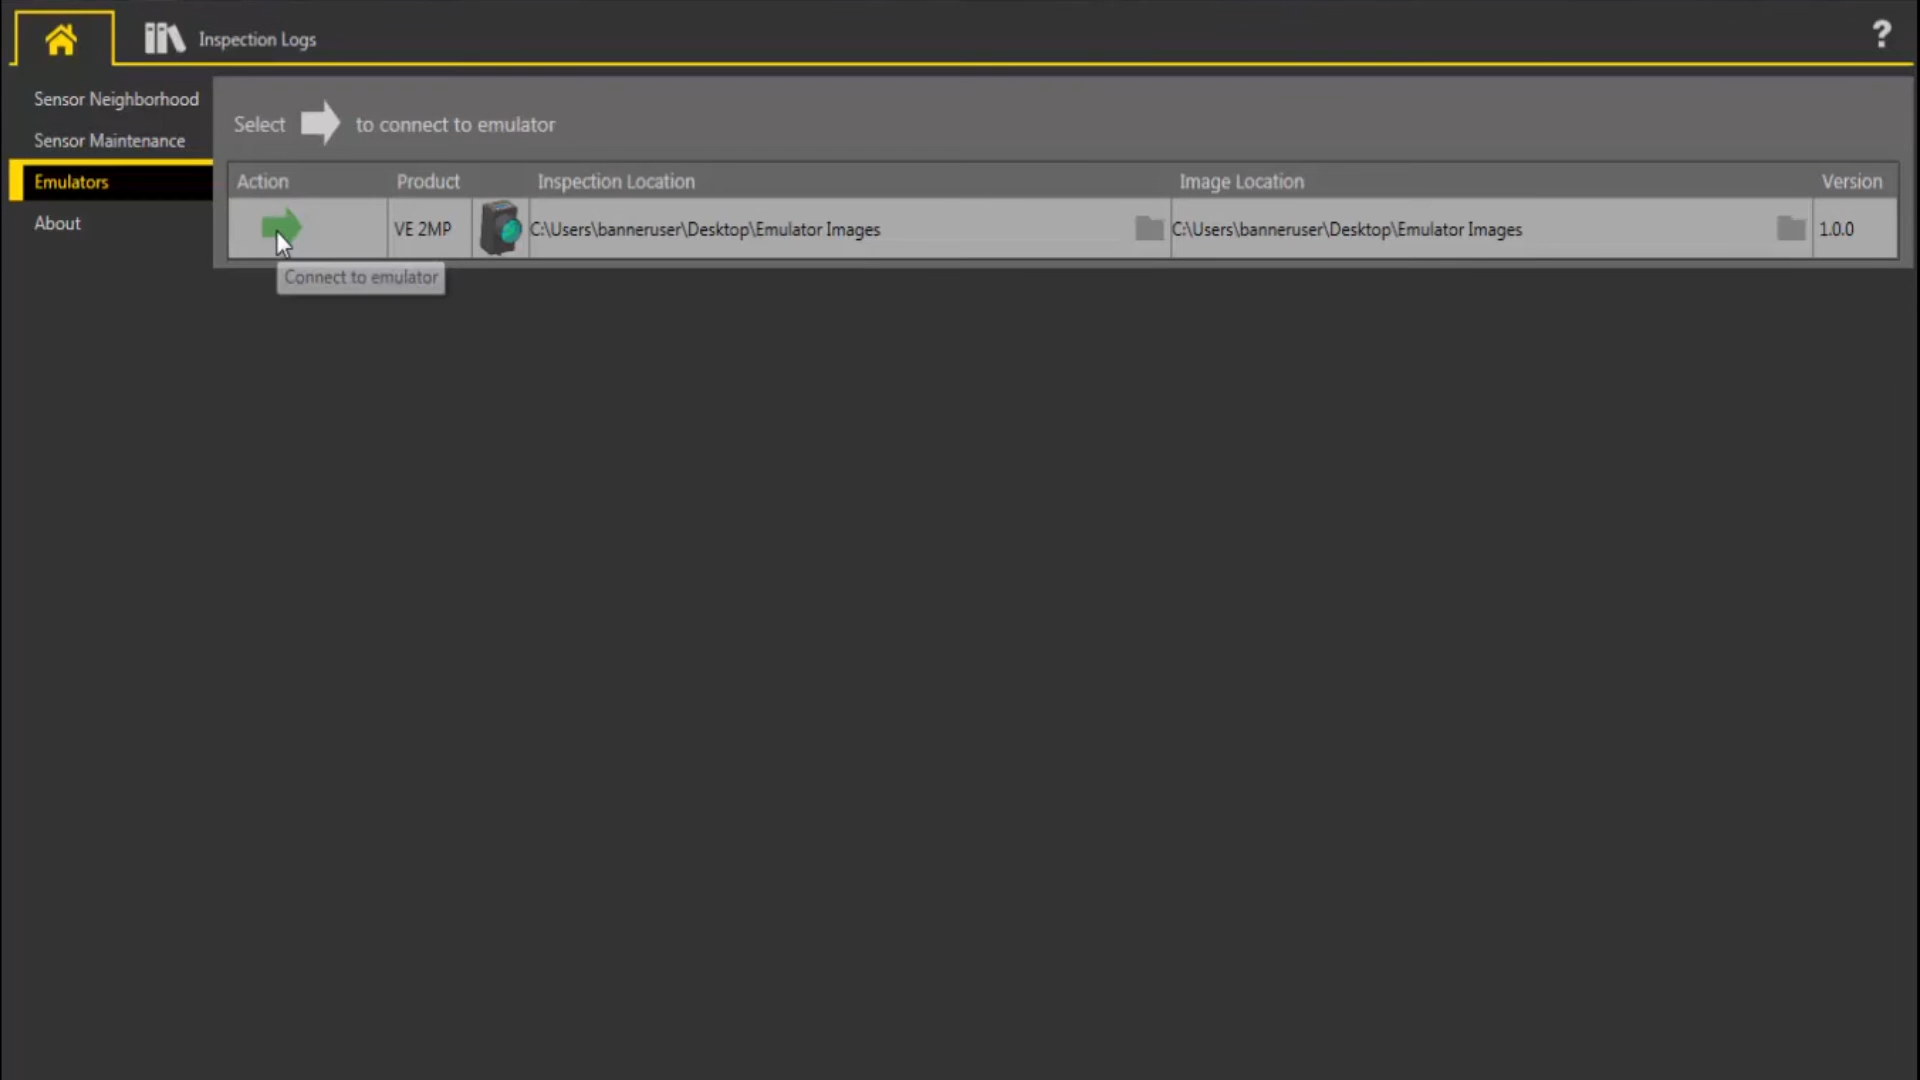 Inspection Logs
?
Sensor Neighborhood
Sensor Maintenance
Emulators
About
Select to connect to emulator
Action Product Inspection Location Image Location Version
VE 2MP C:\Users\banneruser\Desktop\Emulator Images C:\Users\banneruser\Desktop\Emulator Images 1.0.0
Connect to emulator